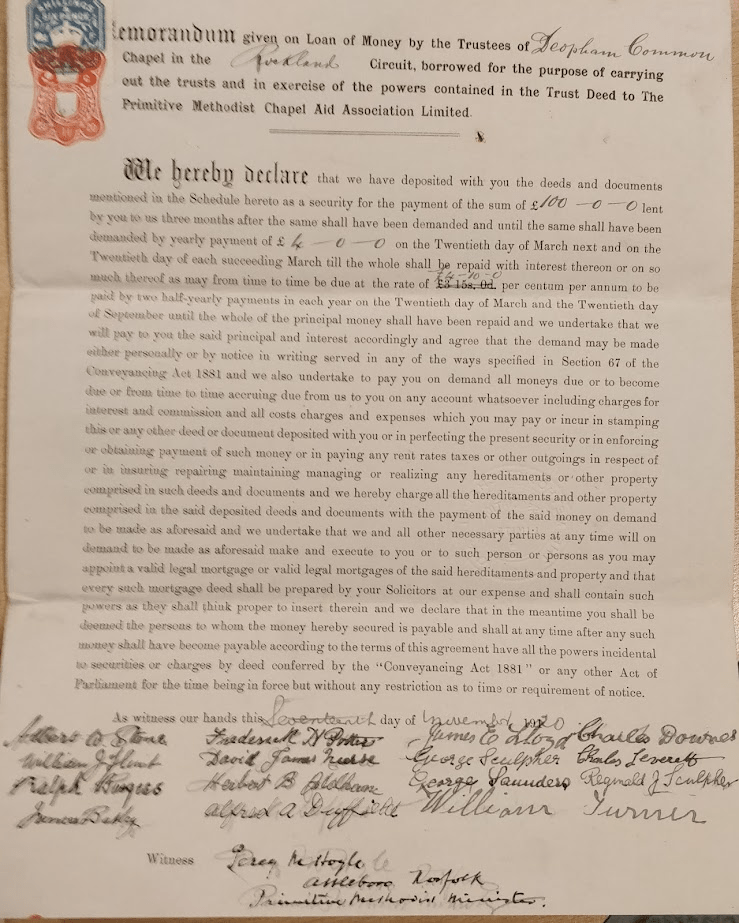 SHILLINGS
SIX PENCE
Memorandum given on Loan of Money by the Trustees of Deopham Common
Chapel in the Rockland Circuit, borrowed for the purpose of carrying
out the trusts and in exercise of the powers contained in the Trust Deed to The
Primitive Methodist Chapel Aid Association Limited.
We hereby declare that we have deposited with you the deeds and documents
mentioned in the Schedule hereto as a security for the payment of the sum of £100-0-0 lent
by you to us three months after the same shall have been demanded and until the same shall have been
demanded by yearly payment of £ 4-0-0 on the Twentieth day of March next and on the
Twentieth day of each succeeding March till the whole shall be repaid with interest thereon or on so
much thereof as may from time to time be due at the rate of £3 15s. 0d. per centum per annum to be
paid by two half-yearly payments in each year on the Twentieth day of March and the Twentieth day
of September until the whole of the principal money shall have been repaid and we undertake that we
will pay to you the said principal and interest accordingly and agree that the demand may be made
either personally or by notice in writing served in any of the ways specified in Section 67 of the
Conveyancing Act 1881 and we also undertake to pay you on demand all moneys due or to become
due or from time to time accruing due from us to you on any account whatsoever including charges for
interest and commission and all costs charges and expenses which you may pay or incur in stamping
this or any other deed or document deposited with you or in perfecting the present security or in enforcing
or obtaining payment of such money or in paying any rent rates taxes or other outgoings in respect of
or in insuring repairing maintaining managing or realizing any hereditaments or other property
comprised in such deeds and documents and we hereby charge all the hereditaments and other property
comprised in the said deposited deeds and documents with the payment of the said money on demand
to be made as aforesaid and we undertake that we and all other necessary parties at any time will on
demand to be made as aforesaid make and execute to you or to such person or persons as you may
appoint a valid legal mortgage or valid legal mortgages of the said hereditaments and property and that
every such mortgage deed shall be prepared by your Solicitors at our expense and shall contain such
powers as they shall think proper to insert therein and we declare that in the meantime you shall be
deemed the persons to whom the money hereby secured is payable and shall at any time after any such
money shall have become payable according to the terms of this agreement have all the powers incidental
to securities or charges by deed conferred by the "Conveyancing Act 1881" or any other Act of
Parliament for the time being in force but without any restriction as to time or requirement of notice.
As witness our hands this Seventeenth day of November 1920
Albert W Stone Frederick N James E Lloyd Charles Downes
William J Flint David James George Sculpher Charles Leverett
Ralph Burgess Herbert B George Saunders Reginald J Sculpher
James Alfred A William Turner
Witness Percy M Hoyle
Attleboro Norfolk
Primitive Methodist Minister.